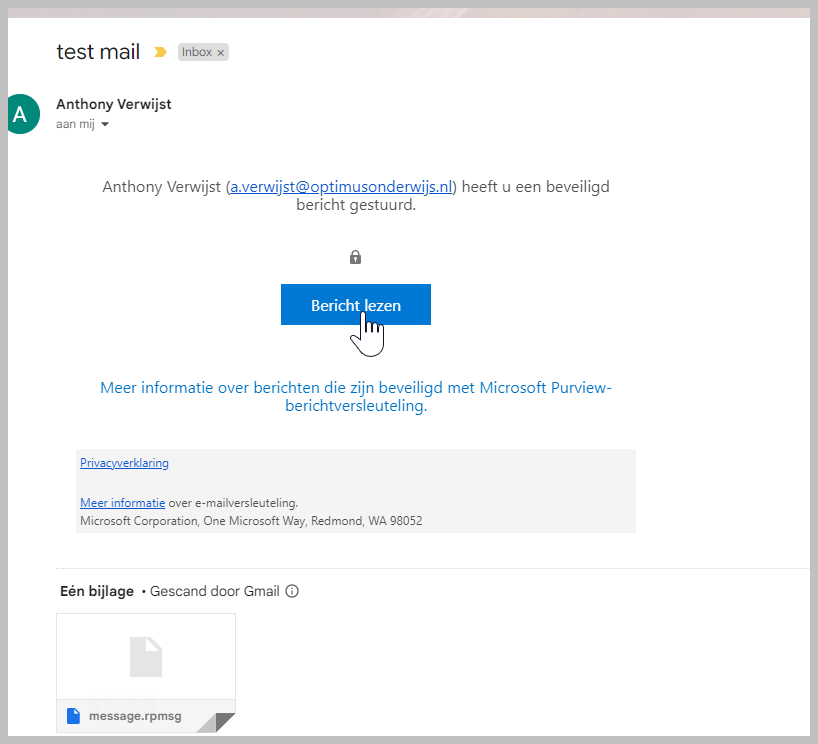 test mail Inbox ×
A
Anthony Verwijst
aan mij
Anthony Verwijst (a.verwijst@optimusonderwijs.nl) heeft u een beveiligd
bericht gestuurd.
Bericht lezen
Meer informatie over berichten die zijn beveiligd met Microsoft Purview-
berichtversleuteling.
Privacyverklaring
Meer informatie over e-mailversleuteling.
Microsoft Corporation, One Microsoft Way, Redmond, WA 98052
Eén bijlage • Gescand door Gmail
message.rpmsg